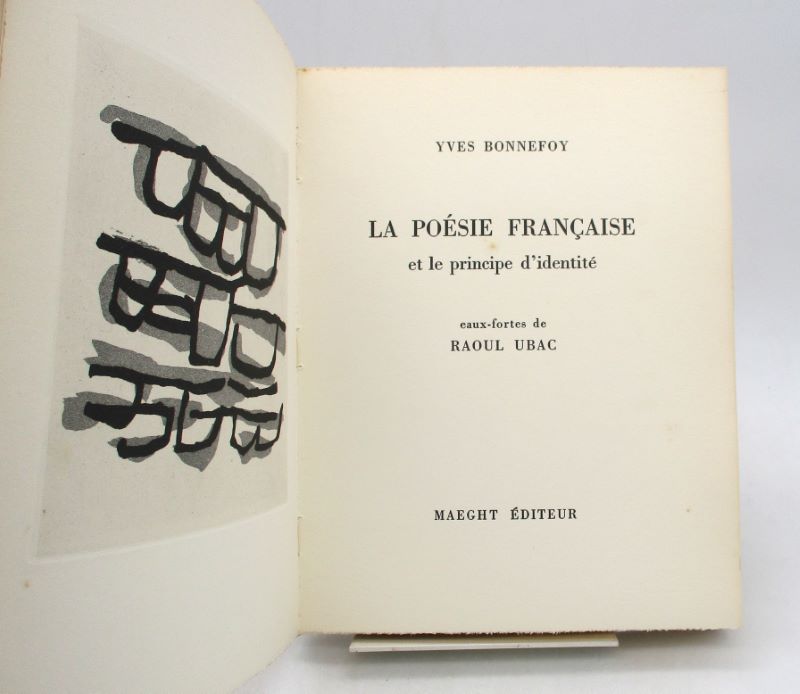 YVES BONNEFOY
LA POÉSIE FRANÇAISE
et le principe d'identité
eaux-fortes de
RAOUL UBAC
MAEGHT ÉDITEUR